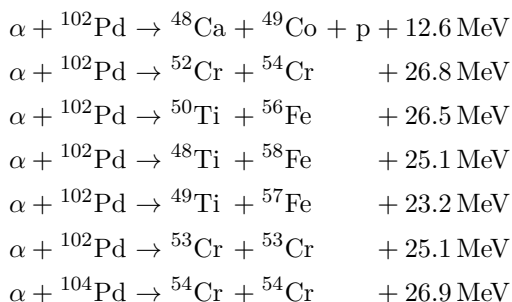 α + ¹⁰²Pd → ⁴⁸Ca + ⁴⁹Co + p + 12.6 MeV
α + ¹⁰²Pd → ⁵²Cr + ⁵⁴Cr + 26.8 MeV
α + ¹⁰²Pd → ⁵⁰Ti + ⁵⁶Fe + 26.5 MeV
α + ¹⁰²Pd → ⁴⁸Ti + ⁵⁸Fe + 25.1 MeV
α + ¹⁰²Pd → ⁴⁹Ti + ⁵⁷Fe + 23.2 MeV
α + ¹⁰²Pd → ⁵³Cr + ⁵³Cr + 25.1 MeV
α + ¹⁰⁴Pd → ⁵⁴Cr + ⁵⁴Cr + 26.9 MeV